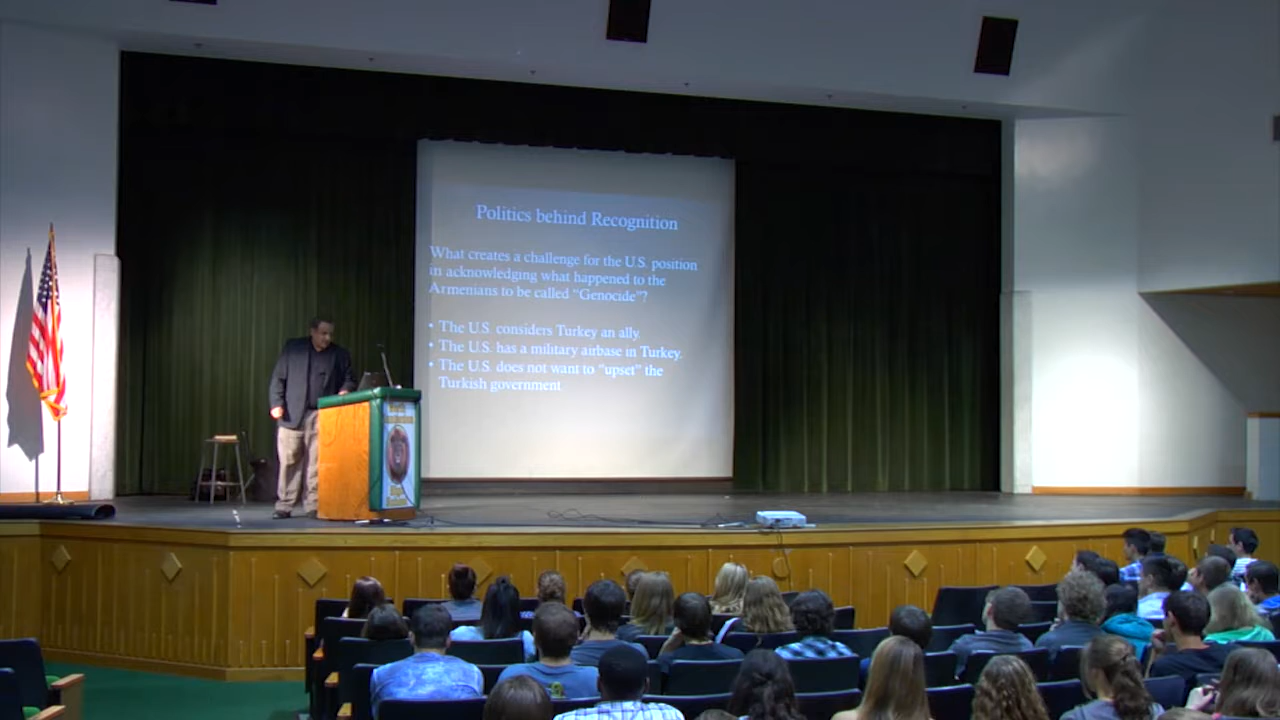 Politics behind Recognition
What creates a challenge for the U.S. position
in acknowledging what happened to the
Armenians to be called “Genocide”?
• The U.S. considers Turkey an ally.
• The U.S. has a military airbase in Turkey.
• The U.S. does not want to “upset” the
Turkish government